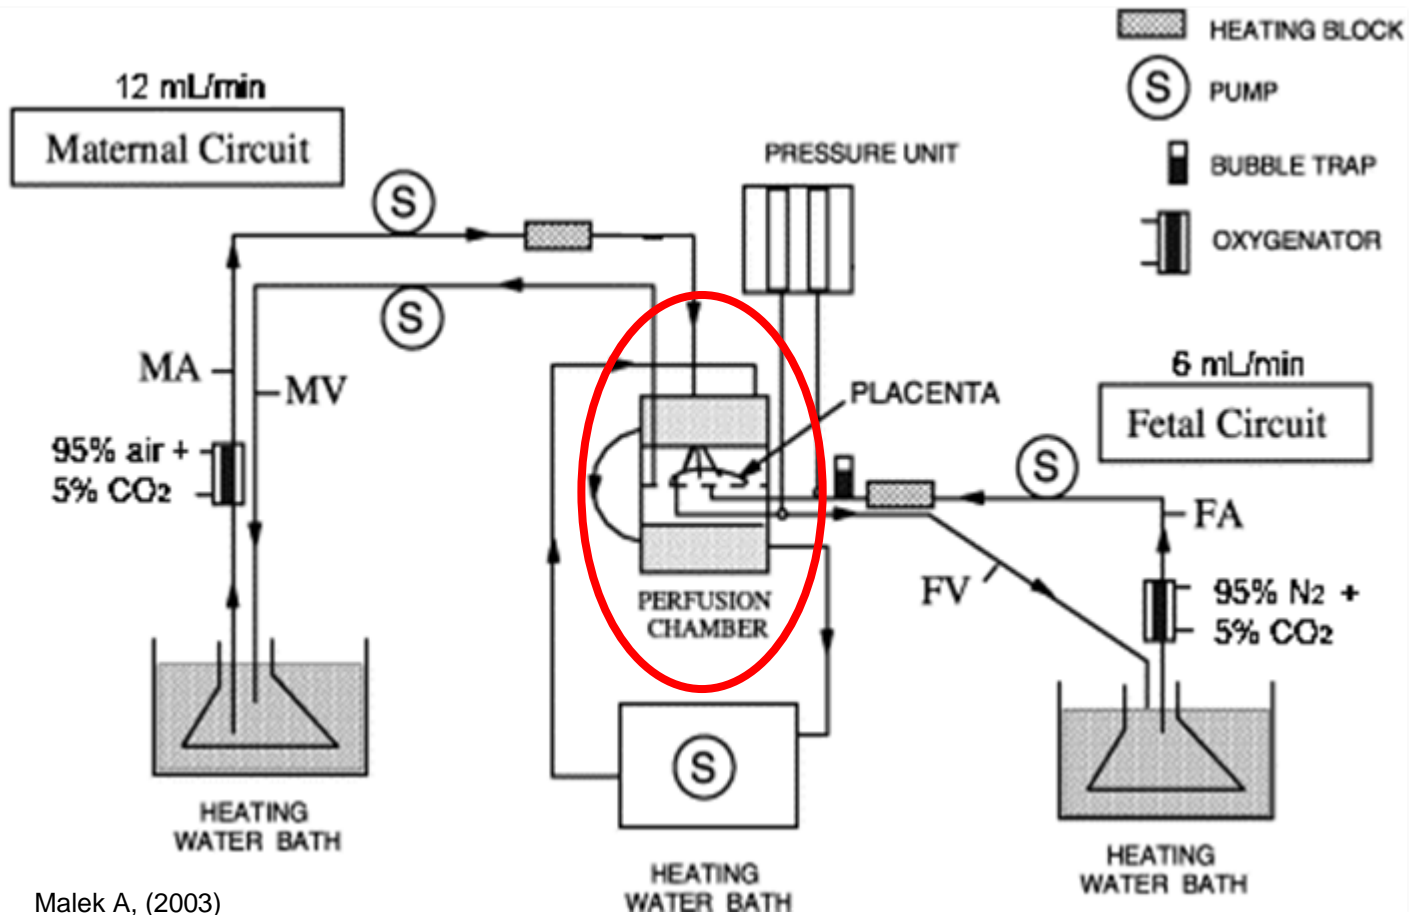 HEATING BLOCK
S
PUMP
BUBBLE TRAP
OXYGENATOR
12 mL/min
Maternal Circuit
S
S
PRESSURE UNIT
MA
MV
95% air +
5% CO2
PLACENTA
6 mL/min
Fetal Circuit
S
FA
FV
95% N2 +
5% CO2
PERFUSION
CHAMBER
S
HEATING
WATER BATH
HEATING
WATER BATH
HEATING
WATER BATH
Malek A, (2003)